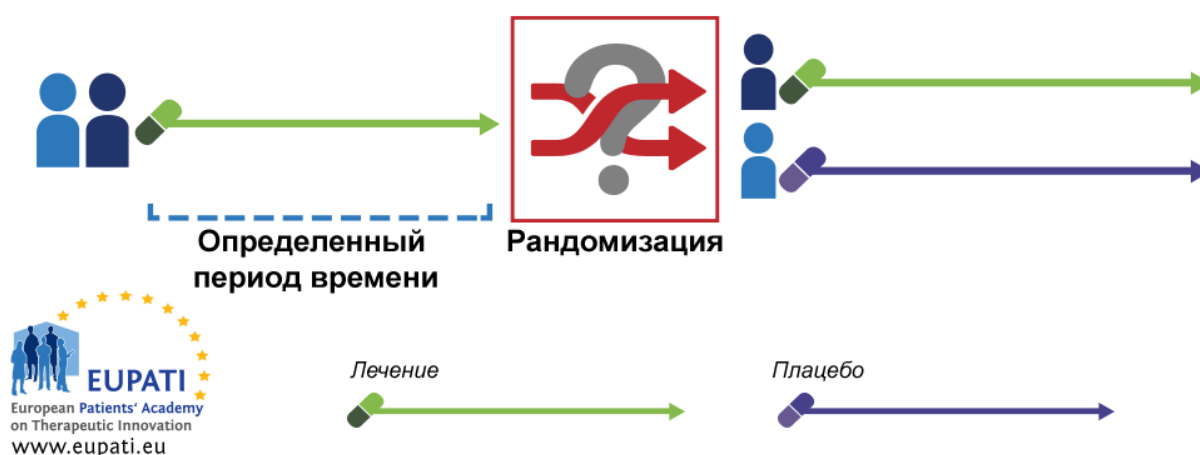 Определенный
период времени
Рандомизация
EUPATI
European Patients' Academy
on Therapeutic Innovation
www.eupati.eu
Лечение
Плацебо